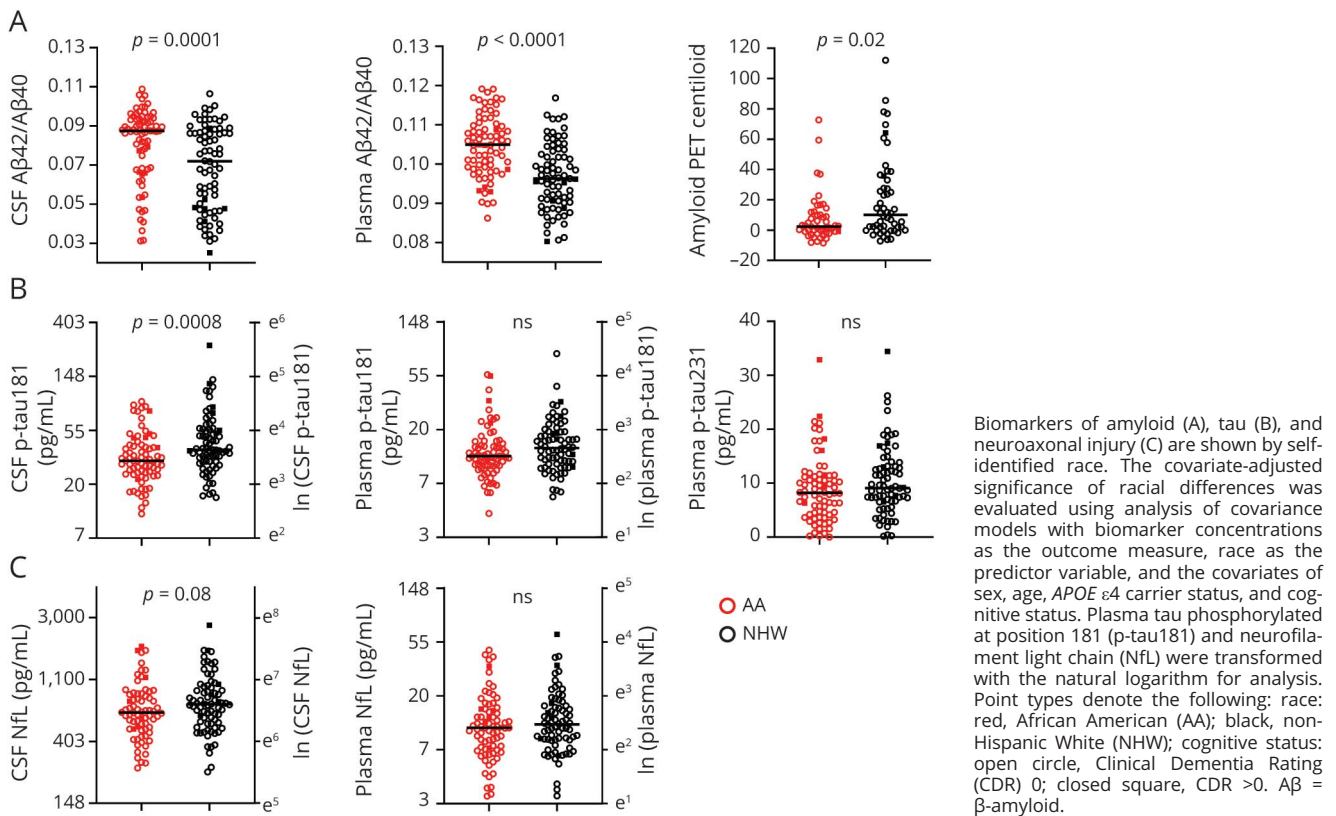 A
p = 0.0001
CSF Aβ42/Aβ40
0.13
0.11
0.09
0.07
0.05
0.03
p < 0.0001
Plasma Aβ42/Aβ40
0.13
0.12
0.11
0.10
0.09
0.08
p = 0.02
Amyloid PET centiloid
120
100
80
60
40
20
0
–20
B
p = 0.0008
CSF p-tau181
(pg/mL)
403
148
55
20
7
e⁶
e⁵
e⁴
e³
e²
ln (CSF p-tau181)
ns
Plasma p-tau181
(pg/mL)
148
55
20
7
3
e⁵
e⁴
e³
e²
e¹
ln (plasma p-tau181)
ns
Plasma p-tau231
(pg/mL)
40
30
20
10
0
C
p = 0.08
CSF NfL (pg/mL)
3,000
1,100
403
148
e⁸
e⁷
e⁶
e⁵
ln (CSF NfL)
ns
Plasma NfL (pg/mL)
148
55
20
7
3
e⁵
e⁴
e³
e²
e¹
ln (plasma NfL)
AA
NHW
Biomarkers of amyloid (A), tau (B), and
neuroaxonal injury (C) are shown by self-
identified race. The covariate-adjusted
significance of racial differences was
evaluated using analysis of covariance
models with biomarker concentrations
as the outcome measure, race as the
predictor variable, and the covariates of
sex, age, APOE ε4 carrier status, and cog-
nitive status. Plasma tau phosphorylated
at position 181 (p-tau181) and neurofila-
ment light chain (NfL) were transformed
with the natural logarithm for analysis.
Point types denote the following: race:
red, African American (AA); black, non-
Hispanic White (NHW); cognitive status:
open circle, Clinical Dementia Rating
(CDR) 0; closed square, CDR >0. Aβ =
β-amyloid.